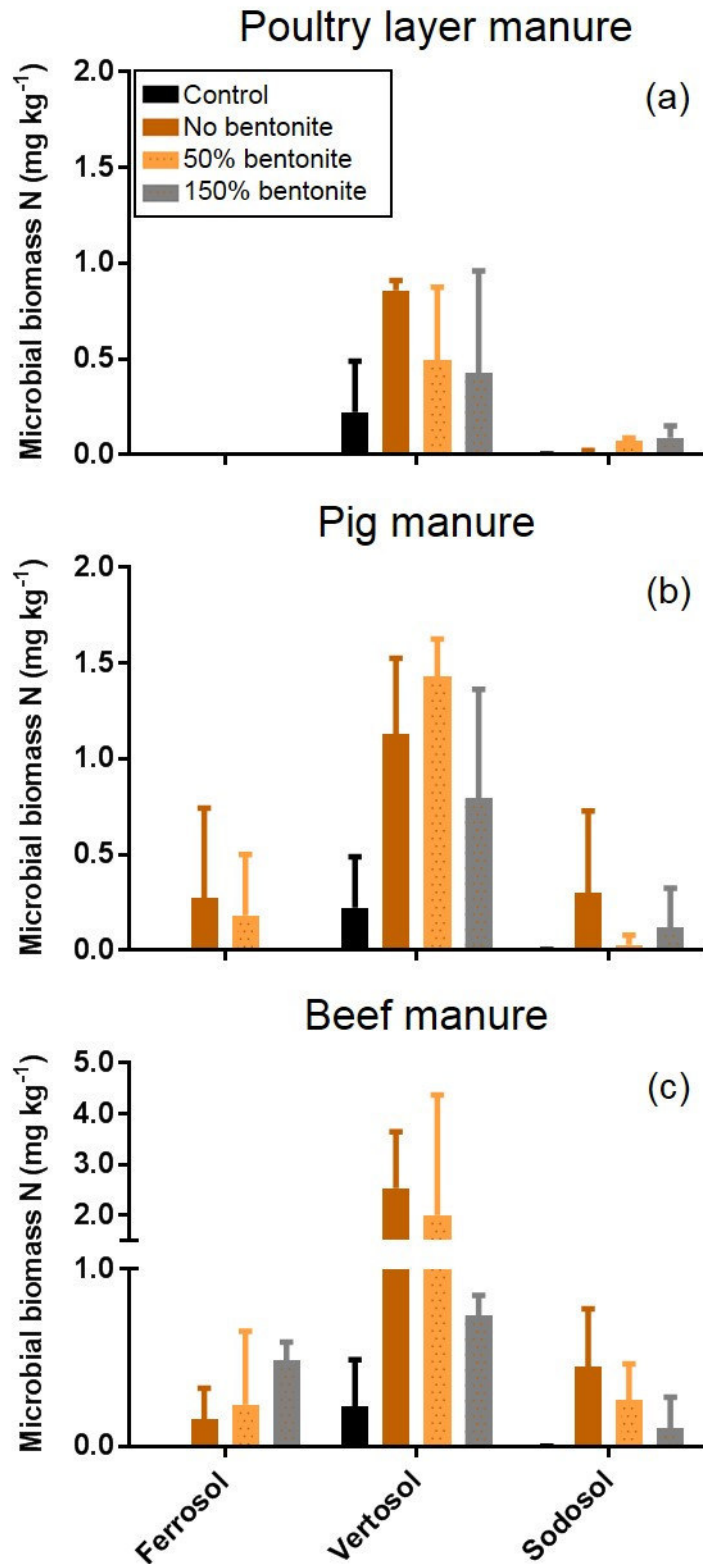 Poultry layer manure
(a)
Microbial biomass N (mg kg⁻¹)
2.0
1.5
1.0
0.5
0.0
Control
No bentonite
50% bentonite
150% bentonite
Pig manure
(b)
Microbial biomass N (mg kg⁻¹)
2.0
1.5
1.0
0.5
0.0
Beef manure
(c)
Microbial biomass N (mg kg⁻¹)
5.0
4.0
3.0
2.0
1.0
0.0
Ferrosol
Vertosol
Sodosol